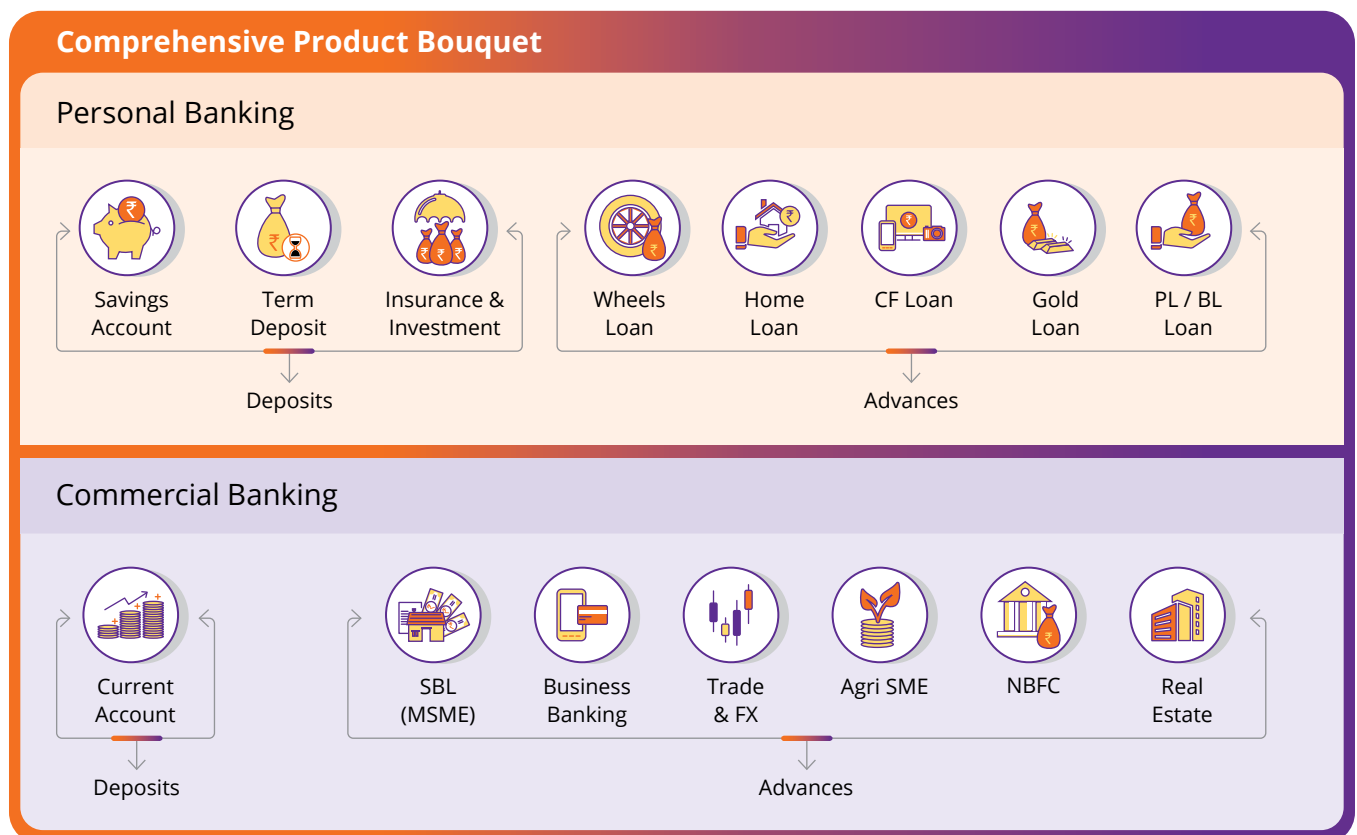 Comprehensive Product Bouquet
Personal Banking
Savings
Account
Term
Deposit
Insurance &
Investment
Deposits
Wheels
Loan
Home
Loan
CF Loan
Gold
Loan
PL / BL
Loan
Advances
Commercial Banking
Current
Account
Deposits
SBL
(MSME)
Business
Banking
Trade
& FX
Agri SME
NBFC
Real
Estate
Advances